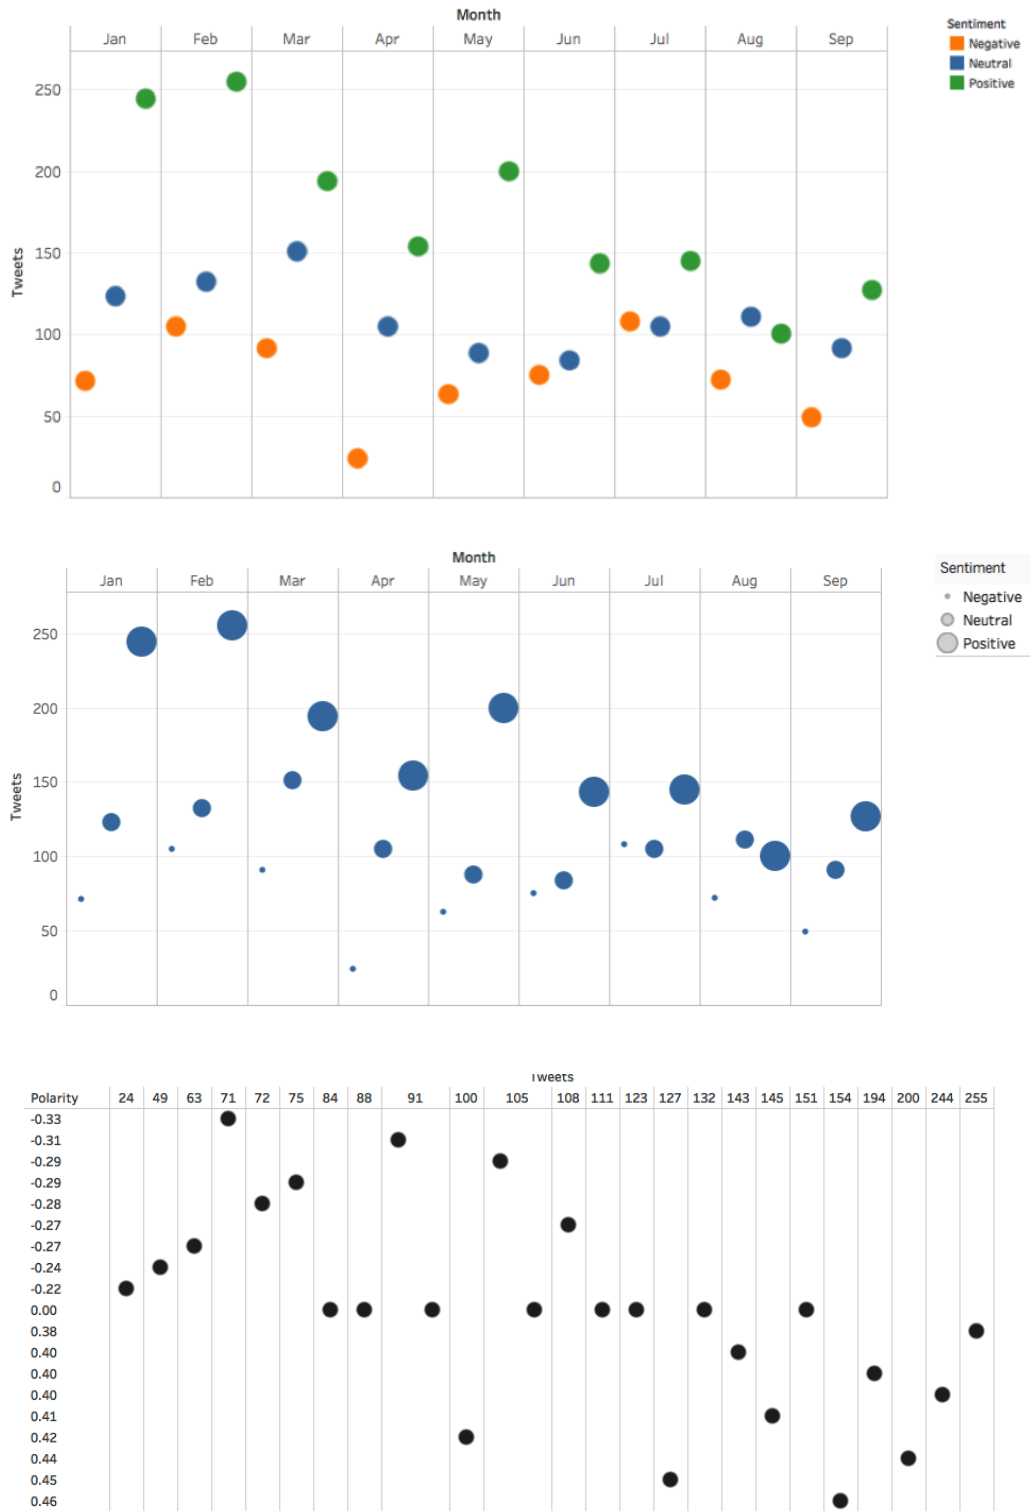 Month
Jan Feb Mar Apr May Jun Jul Aug Sep
Sentiment
Negative
Neutral
Positive
Tweets
250
200
150
100
50
0
Month
Jan Feb Mar Apr May Jun Jul Aug Sep
Sentiment
Negative
Neutral
Positive
Tweets
250
200
150
100
50
0
Tweets
Polarity 24 49 63 71 72 75 84 88 91 100 105 108 111 123 127 132 143 145 151 154 194 200 244 255
-0.33
-0.31
-0.29
-0.29
-0.28
-0.27
-0.27
-0.24
-0.22
0.00
0.38
0.40
0.40
0.40
0.41
0.42
0.44
0.45
0.46